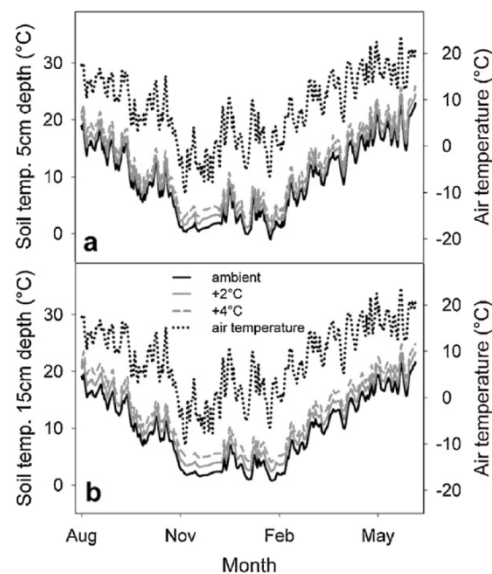 Soil temp. 5cm depth (°C)
30
20
10
0
a
20
10
0
-10
-20
Air temperature (°C)
Soil temp. 15cm depth (°C)
30
20
10
0
b
ambient
+2°C
+4°C
air temperature
20
10
0
-10
-20
Air temperature (°C)
Aug
Nov
Feb
May
Month